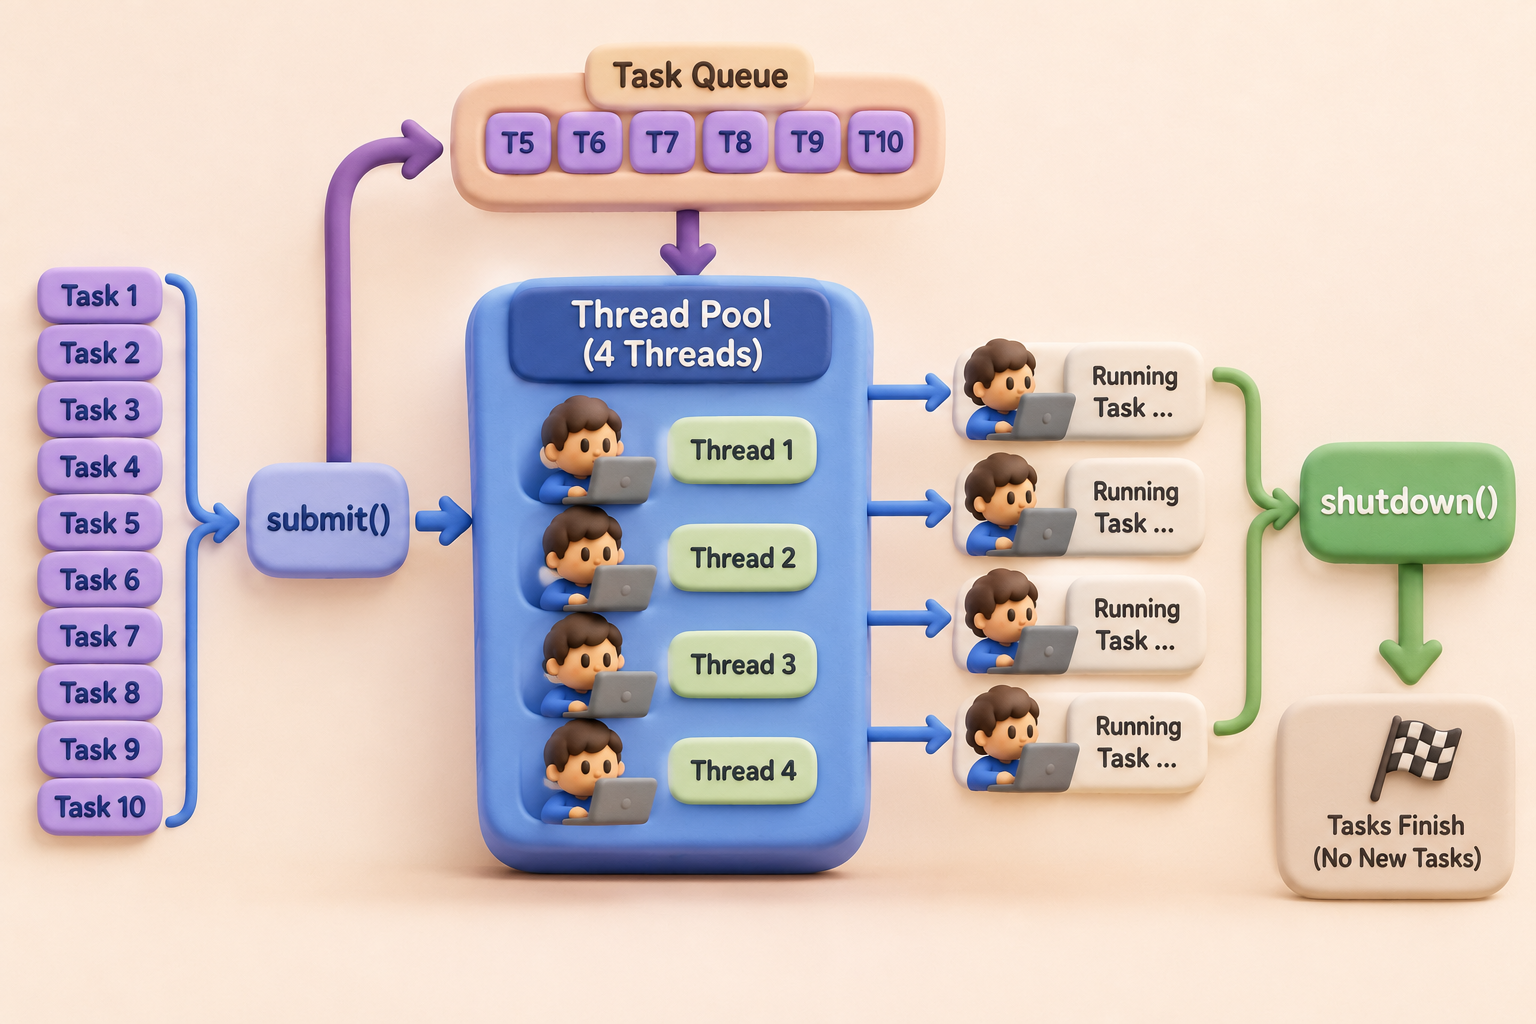 Task Queue
T5
T6
T7
T8
T9
T10
Task 1
Task 2
Task 3
Task 4
Task 5
Task 6
Task 7
Task 8
Task 9
Task 10
submit()
Thread Pool
(4 Threads)
Thread 1
Thread 2
Thread 3
Thread 4
Running
Task ...
Running
Task ...
Running
Task ...
Running
Task ...
shutdown()
Tasks Finish
(No New Tasks)